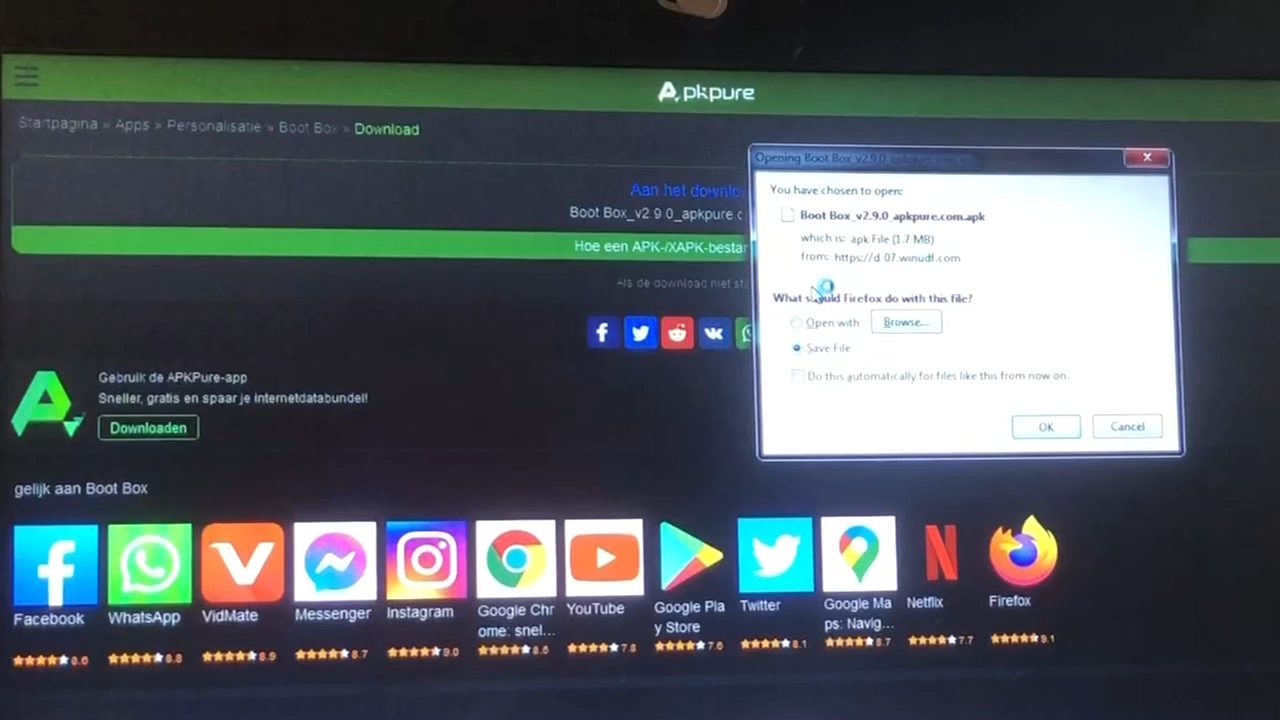 Apkpure
Startpagina » Apps » Personalisatie » Boot Box » Download
Aan het downlo
Boot Box_v2.9.0_apkpure.c
Hoe een APK-/XAPK-bestan
Als de download niet st
Opening Boot Box_v2.9.0_apkpure.com.apk
You have chosen to open:
Boot Box_v2.9.0_apkpure.com.apk
which is: apk File (1.7 MB)
from: https://d-07.winudf.com
What should Firefox do with this file?
Open with
Browse...
Save File
Do this automatically for files like this from now on.
OK
Cancel
Gebruik de APKPure-app
Sneller, gratis en spaar je internetdatabundel!
Downloaden
gelijk aan Boot Box
Facebook
8.6
WhatsApp
8.8
VidMate
8.9
Messenger
8.7
Instagram
9.0
Google Chr
ome: snel...
8.6
YouTube
7.8
Google Pla
y Store
7.6
Twitter
8.1
Google Ma
ps: Navig...
8.7
Netflix
7.7
Firefox
9.1